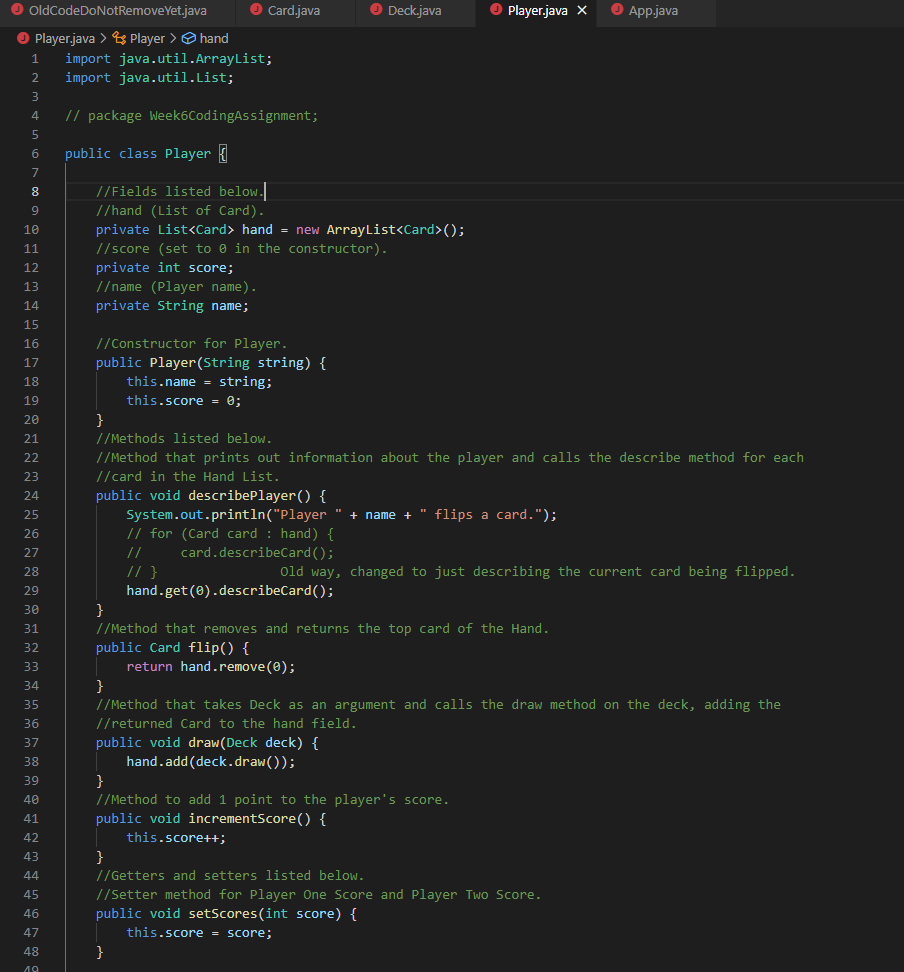 OldCodeDoNotRemoveYet.java Card.java Deck.java Player.java App.java
Player.java > Player > hand
1 import java.util.ArrayList;
2 import java.util.List;
3
4 // package Week6CodingAssignment;
5
6 public class Player {
7
8 //Fields listed below.
9 //hand (List of Card).
10 private List<Card> hand = new ArrayList<Card>();
11 //score (set to 0 in the constructor).
12 private int score;
13 //name (Player name).
14 private String name;
15
16 //Constructor for Player.
17 public Player(String string) {
18 this.name = string;
19 this.score = 0;
20 }
21 //Methods listed below.
22 //Method that prints out information about the player and calls the describe method for each
23 //card in the Hand List.
24 public void describePlayer() {
25 System.out.println("Player " + name + " flips a card.");
26 // for (Card card : hand) {
27 //     card.describeCard();
28 // }                Old way, changed to just describing the current card being flipped.
29 hand.get(0).describeCard();
30 }
31 //Method that removes and returns the top card of the Hand.
32 public Card flip() {
33 return hand.remove(0);
34 }
35 //Method that takes Deck as an argument and calls the draw method on the deck, adding the
36 //returned Card to the hand field.
37 public void draw(Deck deck) {
38 hand.add(deck.draw());
39 }
40 //Method to add 1 point to the player's score.
41 public void incrementScore() {
42 this.score++;
43 }
44 //Getters and setters listed below.
45 //Setter method for Player One Score and Player Two Score.
46 public void setScores(int score) {
47 this.score = score;
48 }
49